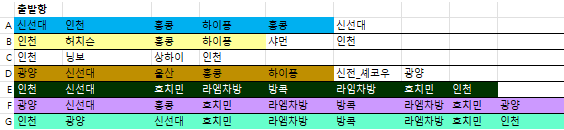 출발항
A 신선대 인천 홍콩 하이퐁 홍콩 신선대
B 인천 허치슨 홍콩 하이퐁 샤먼 인천
C 인천 닝보 상하이 인천
D 광양 신선대 울산 홍콩 하이퐁 신전_셰코우 광양
E 인천 신선대 호치민 라엠차방 방콕 라엠차방 호치민 인천
F 광양 신선대 홍콩 호치민 라엠차방 방콕 라엠차방 호치민 광양
G 인천 광양 신선대 호치민 라엠차방 방콕 라엠차방 호치민 인천